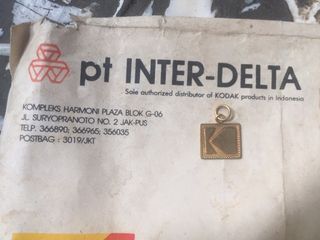 pt INTER-DELTA
Sole authorized distributor of KODAK products in Indonesia
KOMPLEKS HARMONI PLAZA BLOK G-06
JL. SURYOPRANOTO NO. 2 JAK-PUS
TELP. 366890; 366965; 356035
POSTBAG : 3019/JKT
K